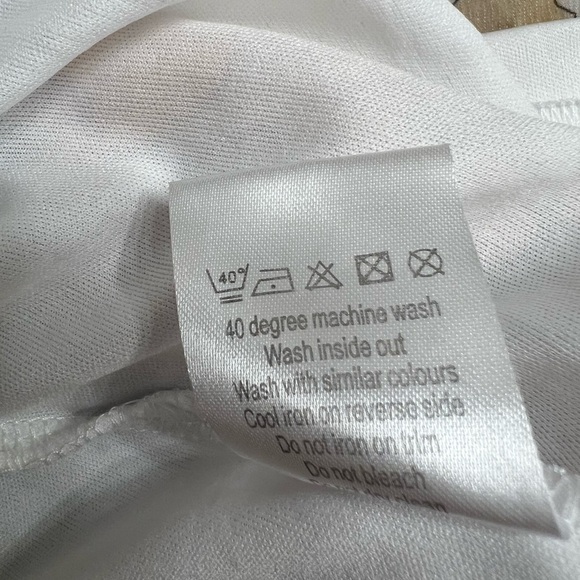 40°
40 degree machine wash
Wash inside out
Wash with similar colours
Cool iron on reverse side
Do not iron on trim
Do not bleach
clean